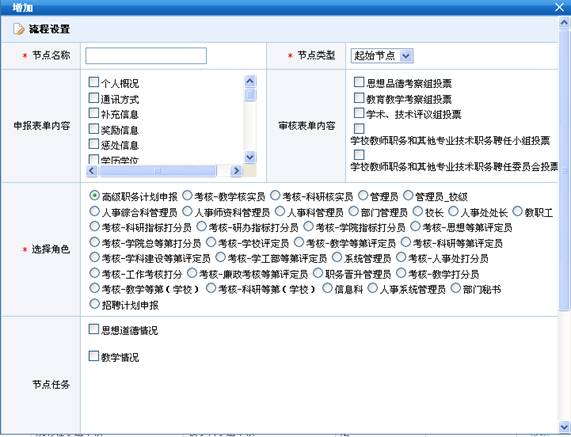 增加
流程设置
* 节点名称 * 节点类型 起始节点
申报表单内容
个人概况
通讯方式
补充信息
奖励信息
惩处信息
学历学位
审核表单内容
思想品德考察组投票
教育教学考察组投票
学术、技术评议组投票
学校教师职务和其他专业技术职务聘任小组投票
学校教师职务和其他专业技术职务聘任委员会投票
* 选择角色
高级职务计划申报 考核-教学核实员 考核-科研核实员 管理员 管理员_校级
人事综合科管理员 人事师资科管理员 人事科管理员 部门管理员 校长 人事处处长 教职工
考核-科研指标打分员 考核-研办指标打分员 考核-学院指标打分员 考核-思想等第评定员
考核-学院总等第打分员 考核-学校评定员 考核-教学等第评定员 考核-科研等第评定员
考核-学科建设等第评定员 考核-学工部等第评定员 系统管理员 考核-人事处打分员
考核-工作考核打分 考核-廉政考核等第评定员 职务晋升管理员 考核-教学打分员
考核-教学等第(学校) 考核-科研等第(学校) 信息科 人事系统管理员 部门秘书
招聘计划申报
节点任务
思想道德情况
教学情况